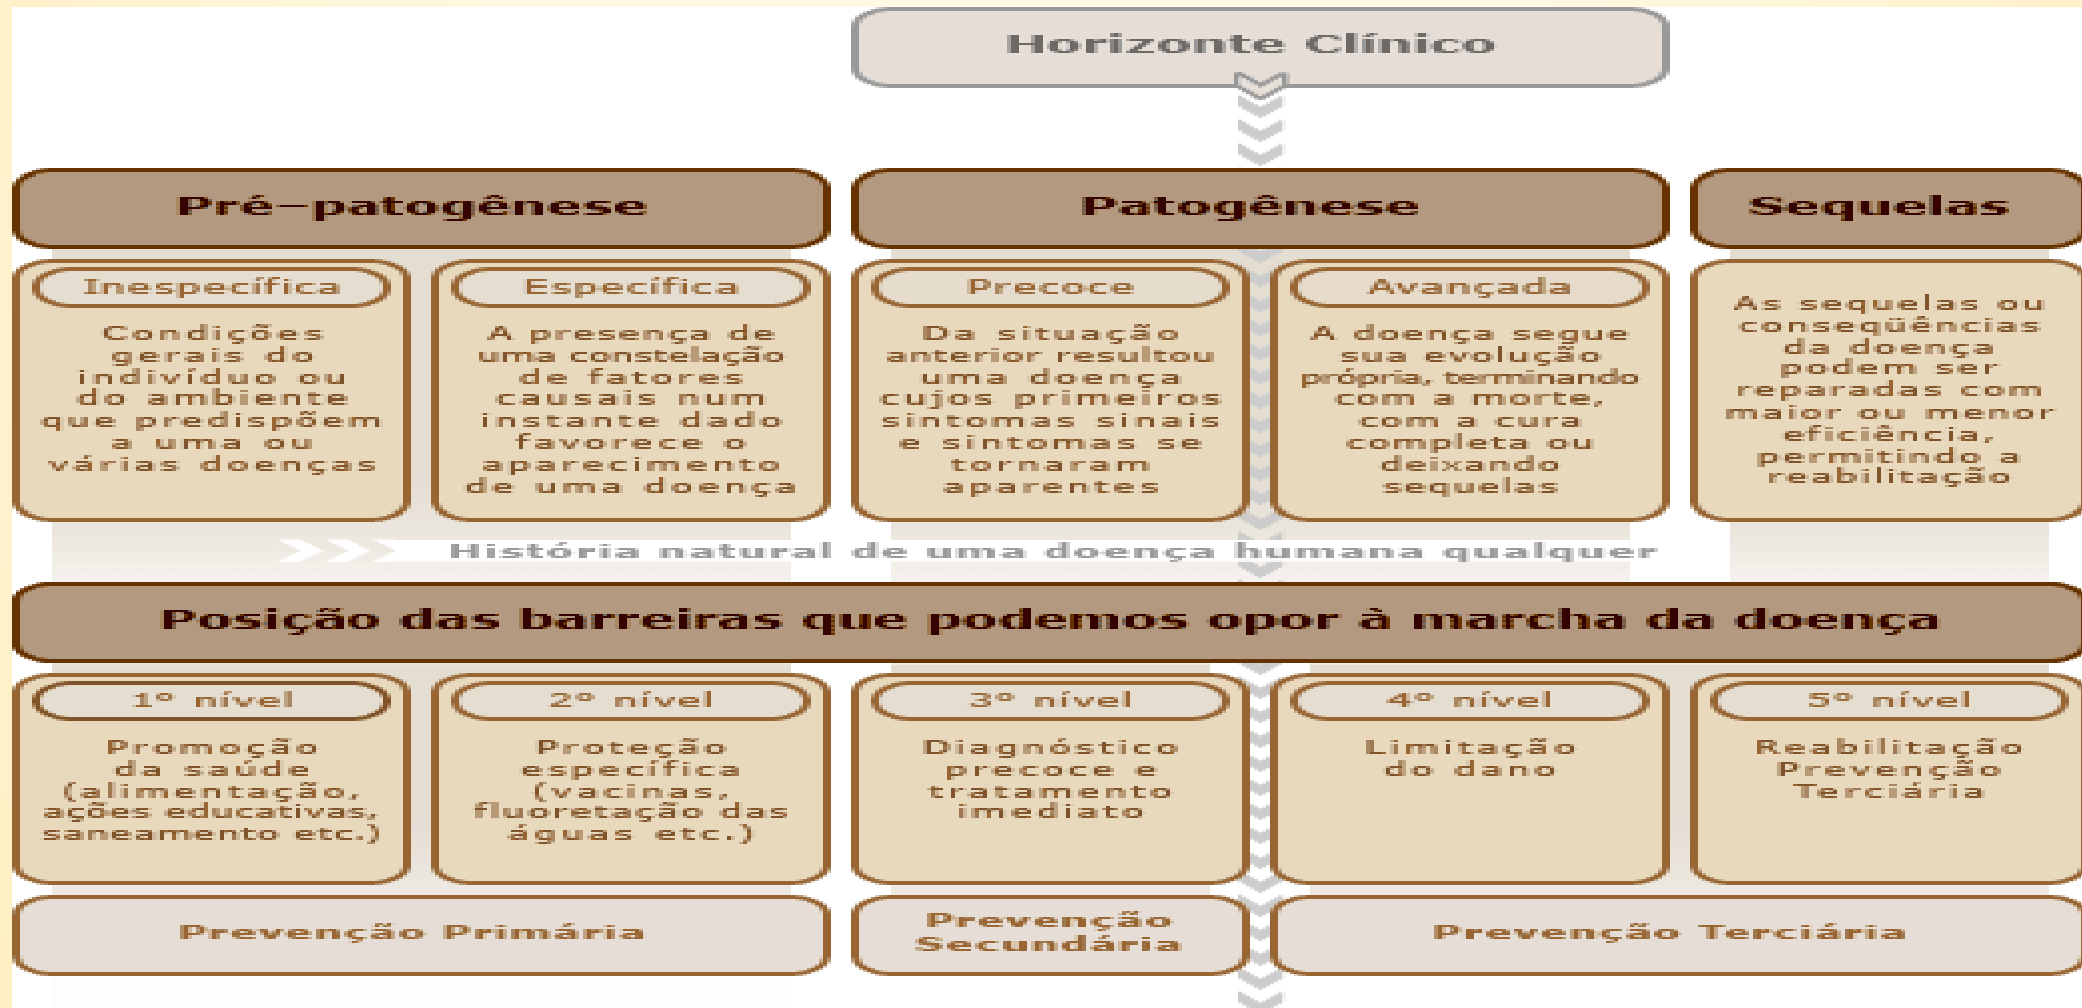 Horizonte Clínico
Pré-patogênese
Patogênese
Sequelas
Inespecífica
Condições
gerais do
indivíduo ou
do ambiente
que predispõem
a uma ou
várias doenças
Específica
A presença de
uma constelação
de fatores
causais num
instante dado
favorece o
aparecimento
de uma doença
Precoce
Da situação
anterior resultou
uma doença
cujos primeiros
sintomas sinais
e sintomas se
tornaram
aparentes
Avançada
A doença segue
sua evolução
própria, terminando
com a morte,
com a cura
completa ou
deixando
sequelas
As sequelas ou
conseqüências
da doença
podem ser
reparadas com
maior ou menor
eficiência,
permitindo a
reabilitação
História natural de uma doença humana qualquer
Posição das barreiras que podemos opor à marcha da doença
1º nível
Promoção
da saúde
(alimentação,
ações educativas,
saneamento etc.)
2º nível
Proteção
específica
(vacinas,
fluoretação das
águas etc.)
3º nível
Diagnóstico
precoce e
tratamento
imediato
4º nível
Limitação
do dano
5º nível
Reabilitação
Prevenção
Terciária
Prevenção Primária
Prevenção
Secundária
Prevenção Terciária